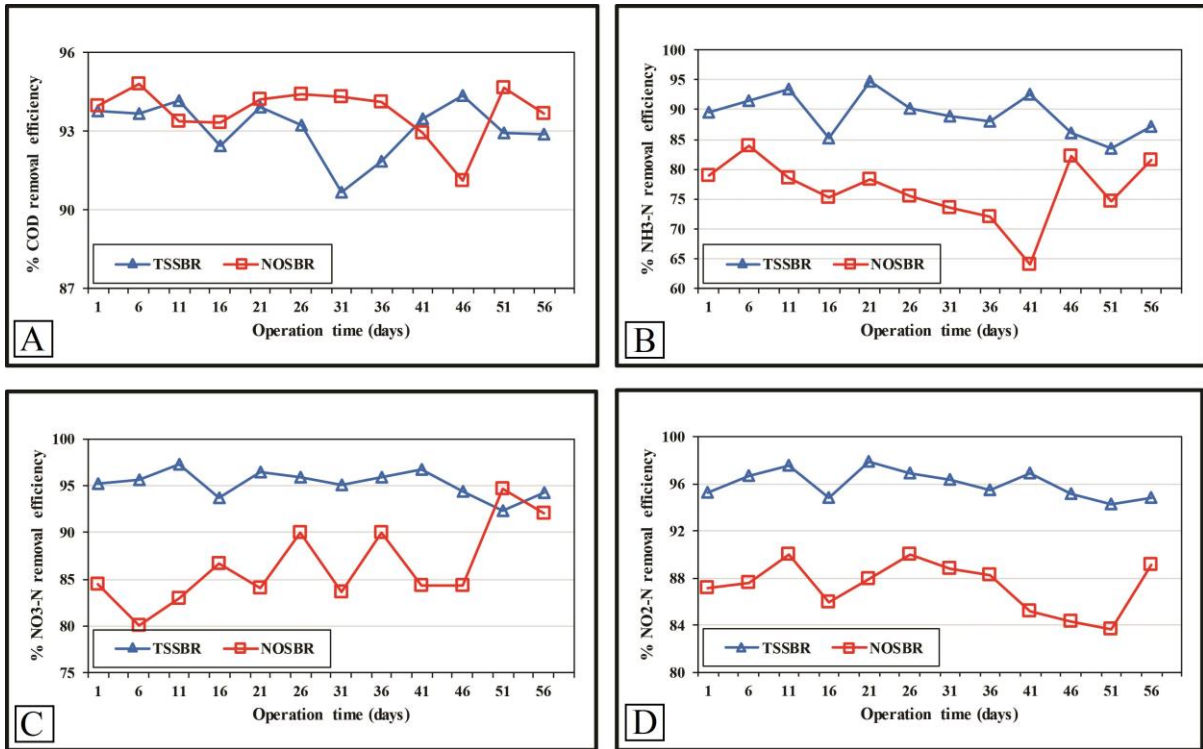 % COD removal efficiency
96
93
90
87
TSSBR NOSBR
1 6 11 16 21 26 31 36 41 46 51 56
Operation time (days)
A
% NH3-N removal efficiency
100
95
90
85
80
75
70
65
60
TSSBR NOSBR
1 6 11 16 21 26 31 36 41 46 51 56
Operation time (days)
B
% NO3-N removal efficiency
100
95
90
85
80
75
TSSBR NOSBR
1 6 11 16 21 26 31 36 41 46 51 56
Operation time (days)
C
% NO2-N removal efficiency
100
96
92
88
84
80
TSSBR NOSBR
1 6 11 16 21 26 31 36 41 46 51 56
Operation time (days)
D